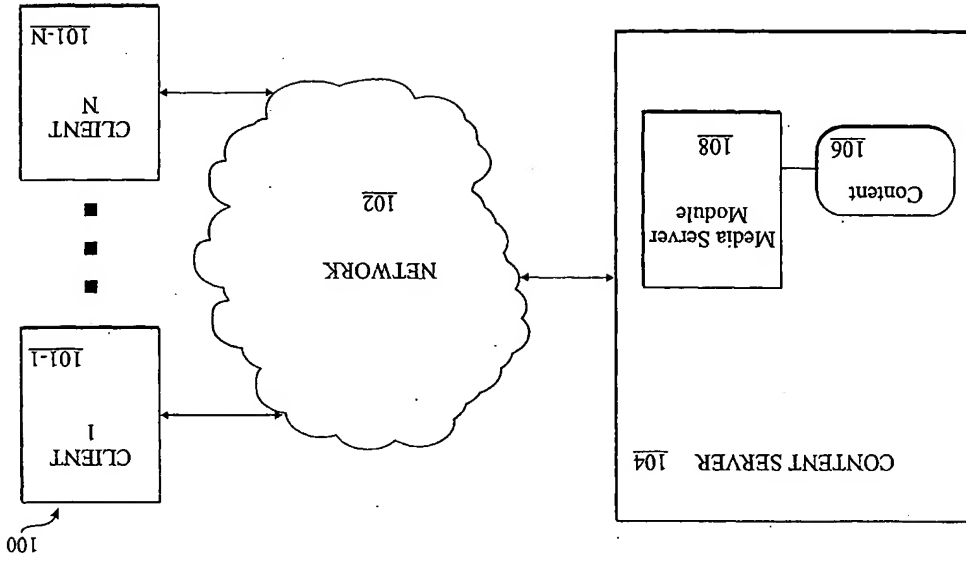 100
CLIENT
1
101-1
CLIENT
N
101-N
NETWORK
102
CONTENT SERVER 104
Media Server
Module
108
Content
106